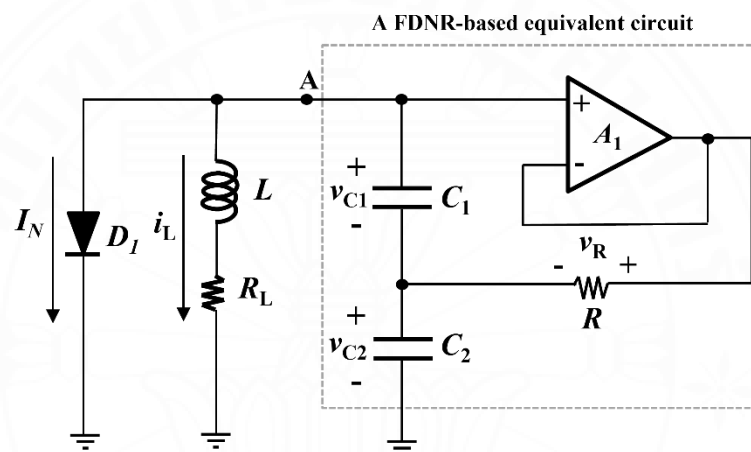 A FDNR-based equivalent circuit
A
+
A1
-
+
vC1
-
C1
IN
D1
iL
L
RL
vR
-
+
R
+
vC2
-
C2